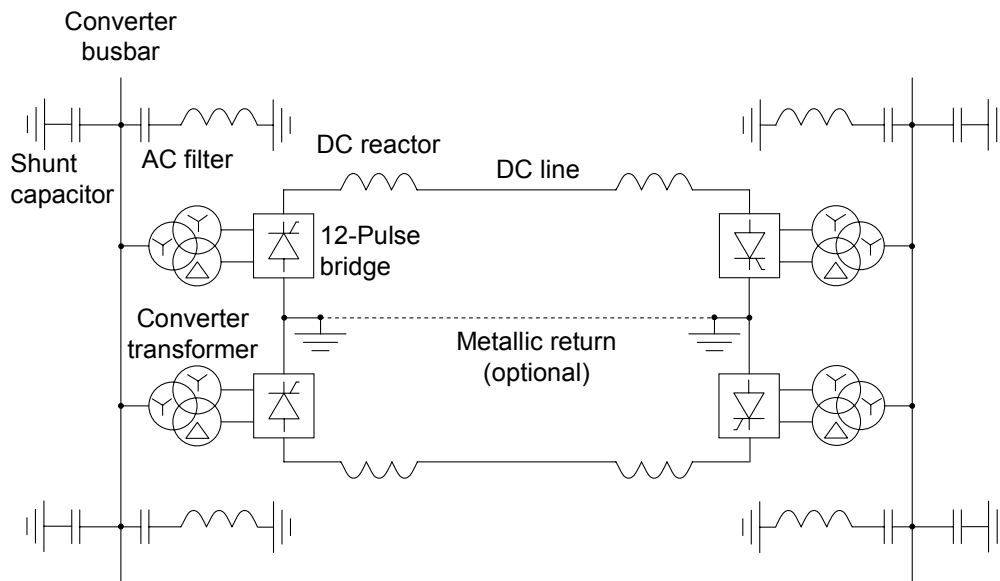 Converter
busbar
DC reactor
DC line
Shunt
capacitor
AC filter
12-Pulse
bridge
Converter
transformer
Metallic return
(optional)